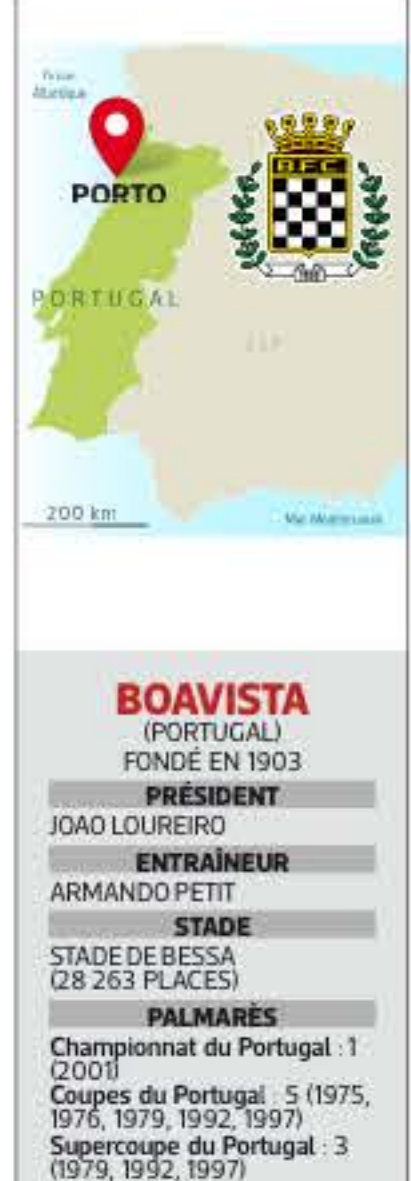 PORTO
PORTUGAL
B.F.C
200 km
BOAVISTA
(PORTUGAL)
FONDÉ EN 1903
PRÉSIDENT
JOAO LOUREIRO
ENTRAÎNEUR
ARMANDO PETIT
STADE
STADE DE BESSA
(28 263 PLACES)
PALMARÈS
Championnat du Portugal : 1
(2001)
Coupes du Portugal : 5 (1975,
1976, 1979, 1992, 1997)
Supercoupe du Portugal : 3
(1979, 1992, 1997)